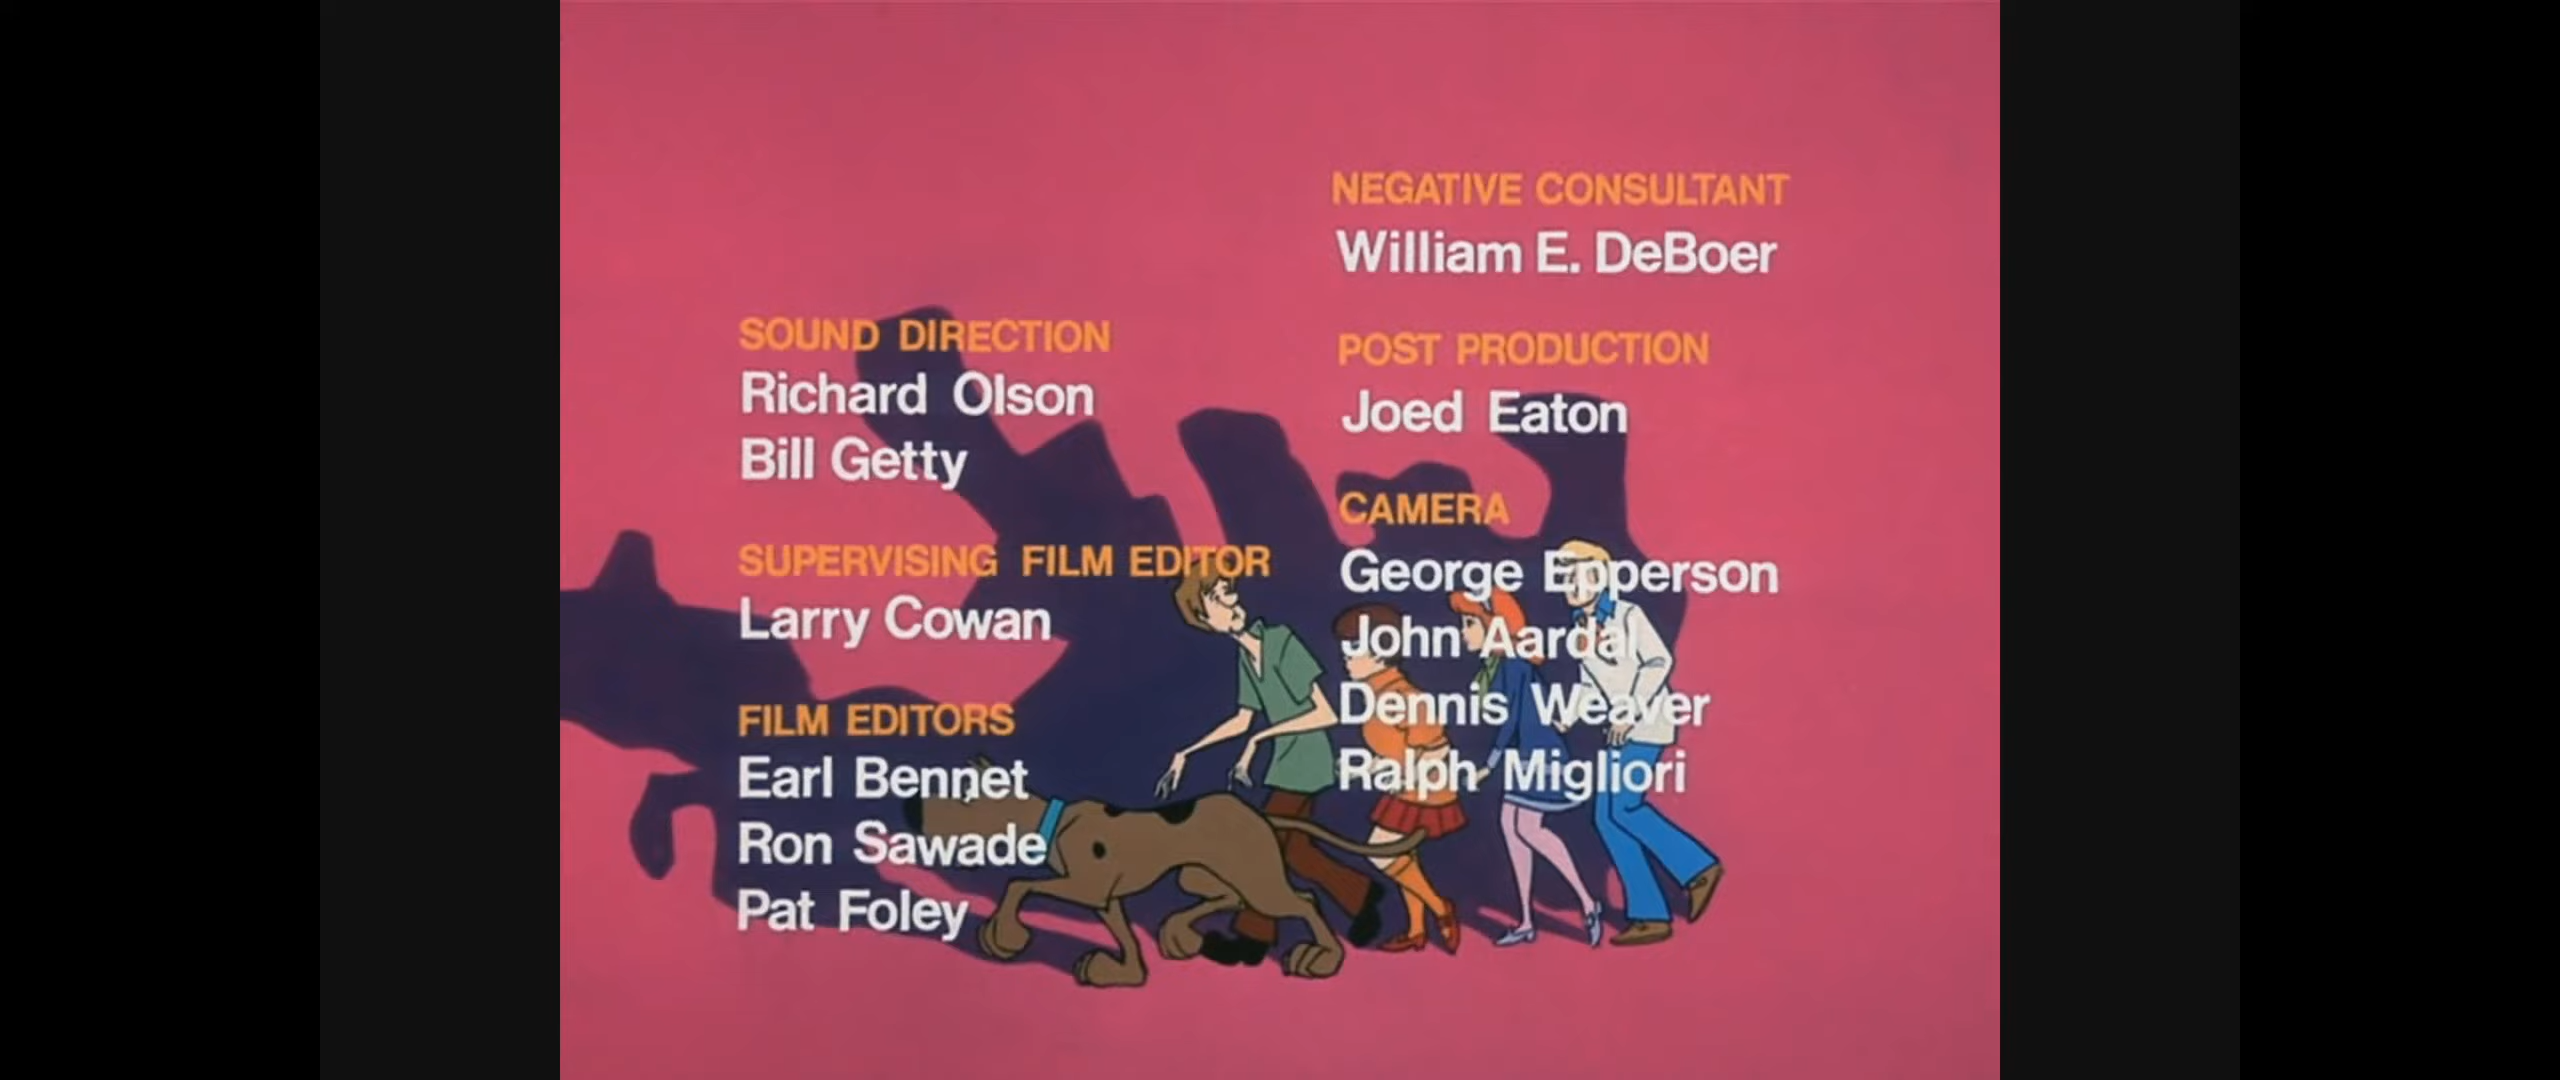 SOUND DIRECTION
Richard Olson
Bill Getty
SUPERVISING FILM EDITOR
Larry Cowan
FILM EDITORS
Earl Bennet
Ron Sawade
Pat Foley
NEGATIVE CONSULTANT
William E. DeBoer
POST PRODUCTION
Joed Eaton
CAMERA
George Epperson
John Aardal
Dennis Weaver
Ralph Migliori